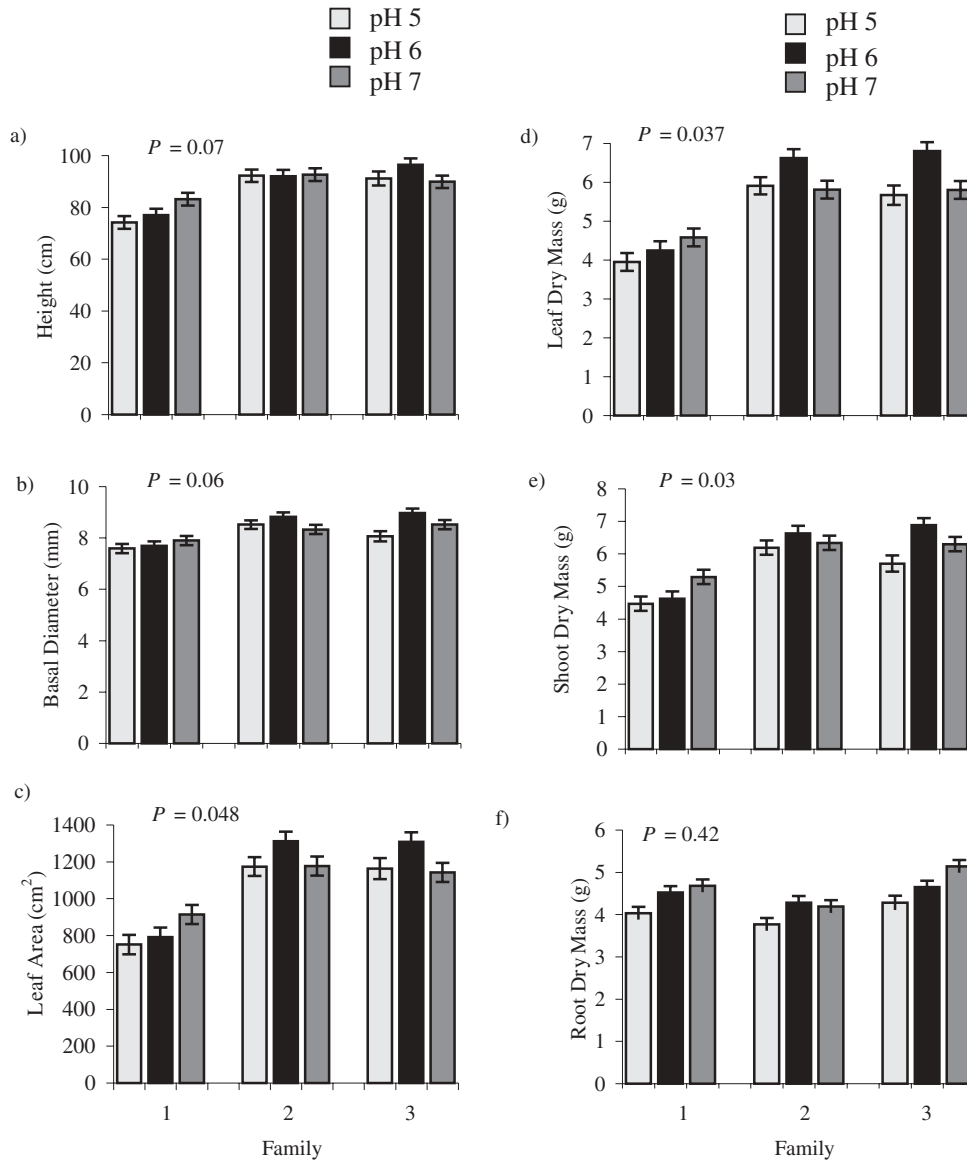 pH 5
pH 6
pH 7
pH 5
pH 6
pH 7
a)
P = 0.07
100
80
60
40
20
0
Height (cm)
b)
P = 0.06
10
8
6
4
2
0
Basal Diameter (mm)
c)
P = 0.048
1400
1200
1000
800
600
400
200
0
Leaf Area (cm²)
1 2 3
Family
d)
P = 0.037
7
6
5
4
3
2
1
0
Leaf Dry Mass (g)
e)
P = 0.03
8
7
6
5
4
3
2
1
0
Shoot Dry Mass (g)
f)
P = 0.42
6
5
4
3
2
1
0
Root Dry Mass (g)
1 2 3
Family